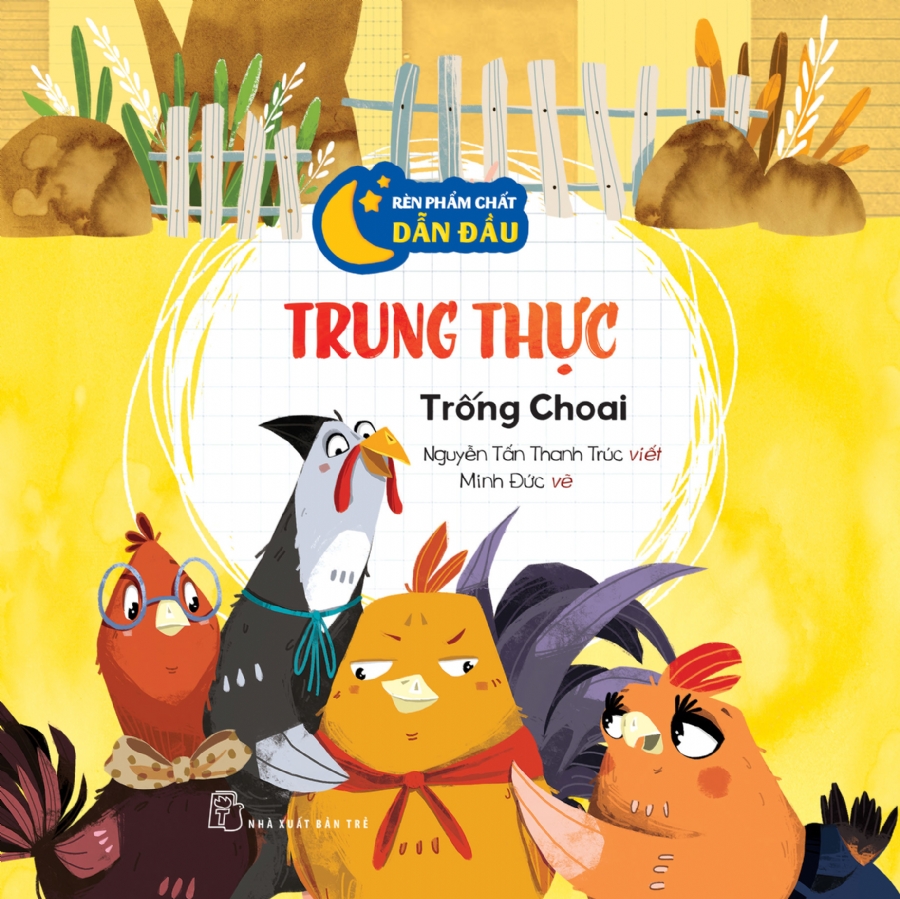 RÈN PHẨM CHẤT
DẪN ĐẦU
TRUNG THỰC
Trống Choai
Nguyễn Tấn Thanh Trúc viết
Minh Đức vẽ
NHÀ XUẤT BẢN TRẺ